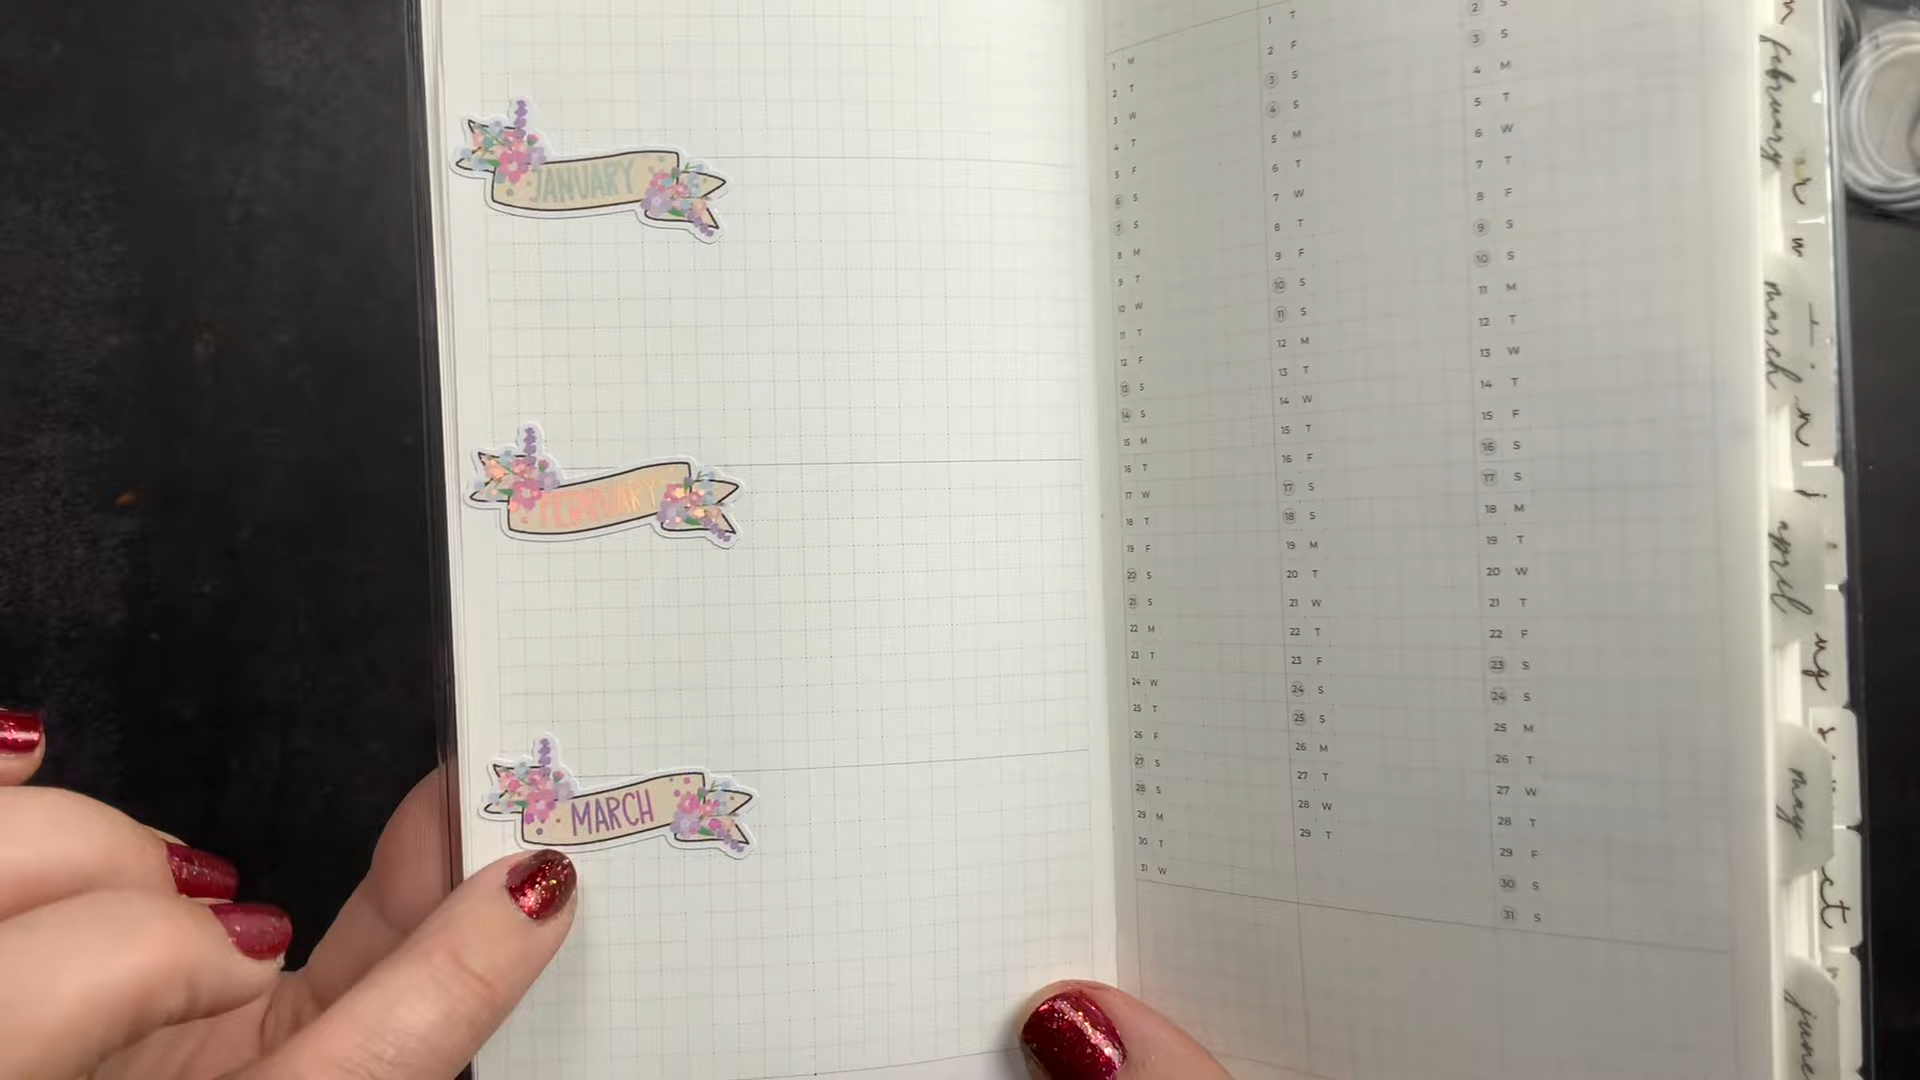 JANUARY
FEBRUARY
MARCH
1 M
2 T
3 W
4 T
5 F
6 S
7 S
8 M
9 T
10 W
11 T
12 F
13 S
14 S
15 M
16 T
17 W
18 T
19 F
20 S
21 S
22 M
23 T
24 W
25 T
26 F
27 S
28 S
29 M
30 T
31 W
1 T
2 F
3 S
4 S
5 M
6 T
7 W
8 T
9 F
10 S
11 S
12 M
13 T
14 W
15 T
16 F
17 S
18 S
19 M
20 T
21 W
22 T
23 F
24 S
25 S
26 M
27 T
28 W
29 T
2 S
3 S
4 M
5 T
6 W
7 T
8 F
9 S
10 S
11 M
12 T
13 W
14 T
15 F
16 S
17 S
18 M
19 T
20 W
21 T
22 F
23 S
24 S
25 M
26 T
27 W
28 T
29 F
30 S
31 S
february
march
april
may
june